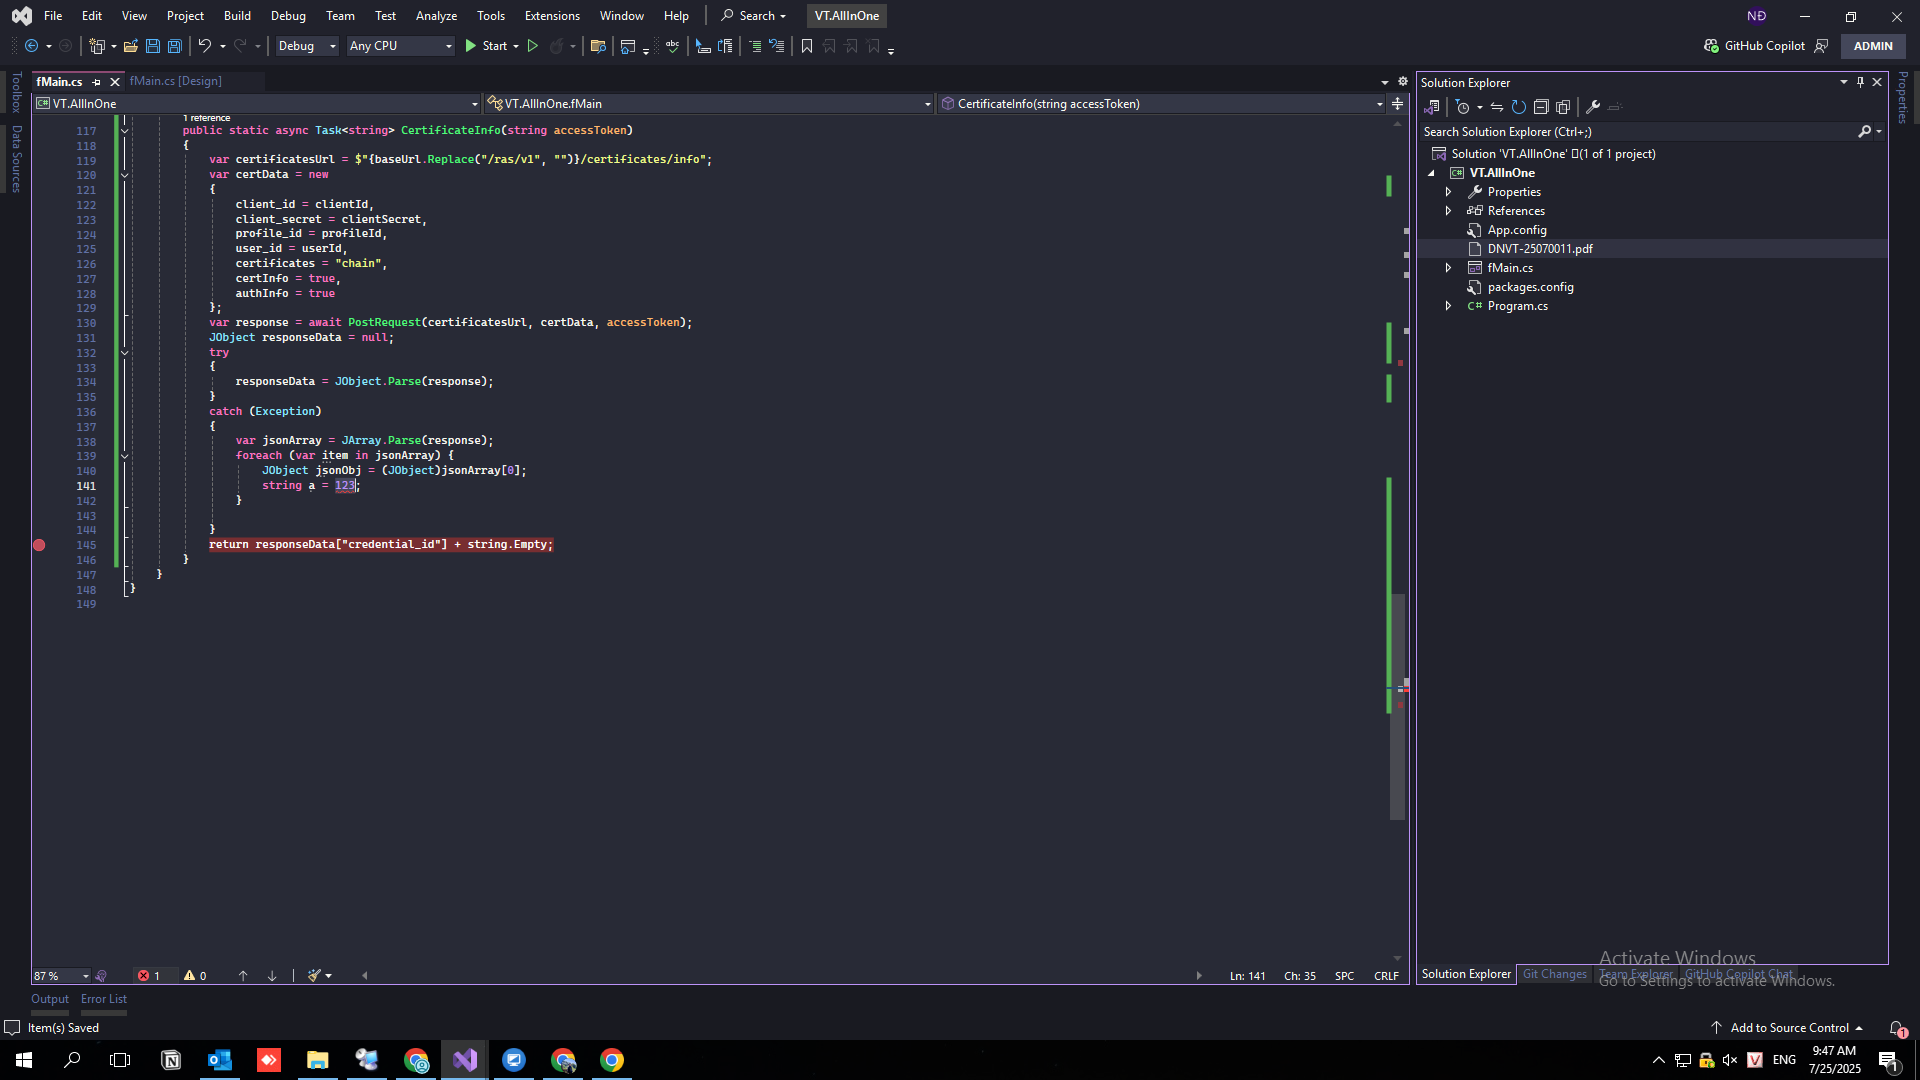 File Edit View Project Build Debug Team Test Analyze Tools Extensions Window Help Search VT.AllInOne NĐ
Debug Any CPU Start GitHub Copilot ADMIN
Toolbox
Data Sources
fMain.cs fMain.cs [Design]
VT.AllInOne VT.AllInOne.fMain CertificateInfo(string accessToken)
1 reference
117 public static async Task<string> CertificateInfo(string accessToken)
118 {
119 var certificatesUrl = $"{baseUrl.Replace("/ras/v1", "")}/certificates/info";
120 var certData = new
121 {
122 client_id = clientId,
123 client_secret = clientSecret,
124 profile_id = profileId,
125 user_id = userId,
126 certificates = "chain",
127 certInfo = true,
128 authInfo = true
129 };
130 var response = await PostRequest(certificatesUrl, certData, accessToken);
131 JObject responseData = null;
132 try
133 {
134 responseData = JObject.Parse(response);
135 }
136 catch (Exception)
137 {
138 var jsonArray = JArray.Parse(response);
139 foreach (var item in jsonArray) {
140 JObject jsonObj = (JObject)jsonArray[0];
141 string a = 123;
142 }
143
144 }
145 return responseData["credential_id"] + string.Empty;
146 }
147 }
148 }
149
87 % 1 0 Ln: 141 Ch: 35 SPC CRLF
Output Error List
Item(s) Saved
Solution Explorer
Search Solution Explorer (Ctrl+;)
Solution 'VT.AllInOne' (1 of 1 project)
VT.AllInOne
Properties
References
App.config
DNVT-25070011.pdf
fMain.cs
packages.config
C# Program.cs
Properties
Activate Windows
Go to Settings to activate Windows.
Solution Explorer Git Changes Team Explorer GitHub Copilot Chat
Add to Source Control 1
ENG
9:47 AM
7/25/2025
1